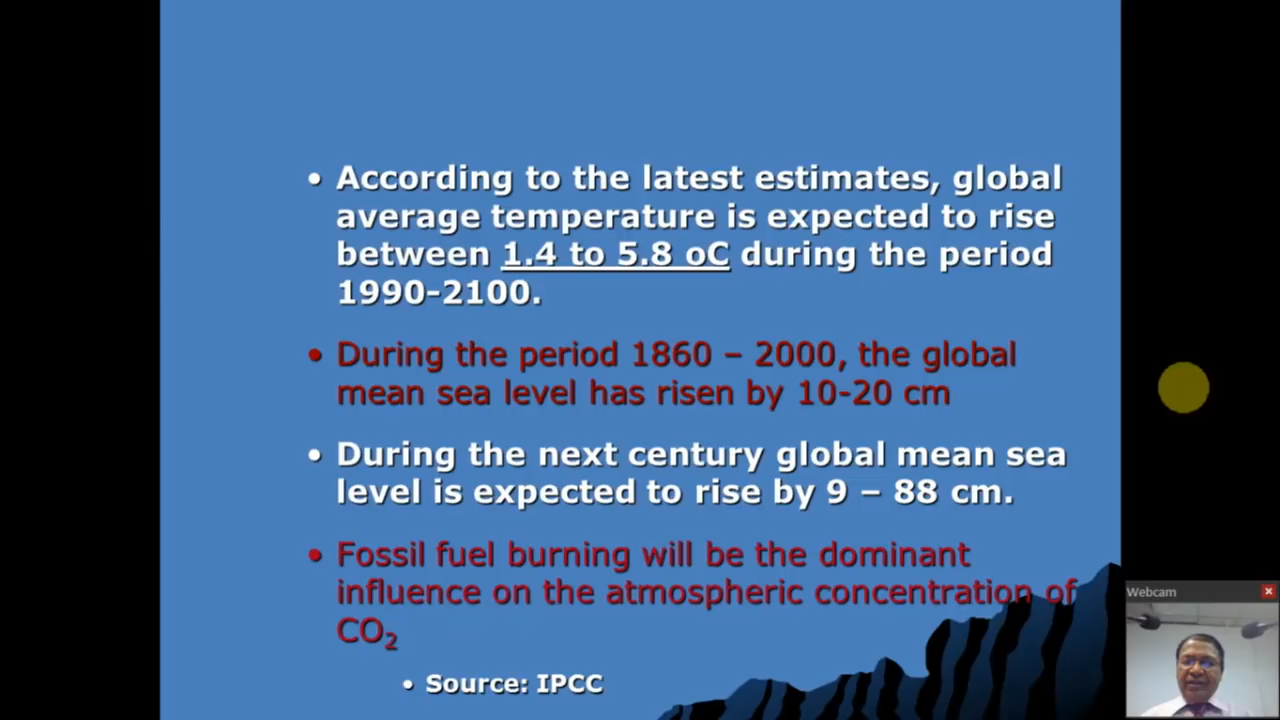 • According to the latest estimates, global
average temperature is expected to rise
between 1.4 to 5.8 oC during the period
1990-2100.
• During the period 1860 – 2000, the global
mean sea level has risen by 10-20 cm
• During the next century global mean sea
level is expected to rise by 9 – 88 cm.
• Fossil fuel burning will be the dominant
influence on the atmospheric concentration of
CO₂
• Source: IPCC
Webcam